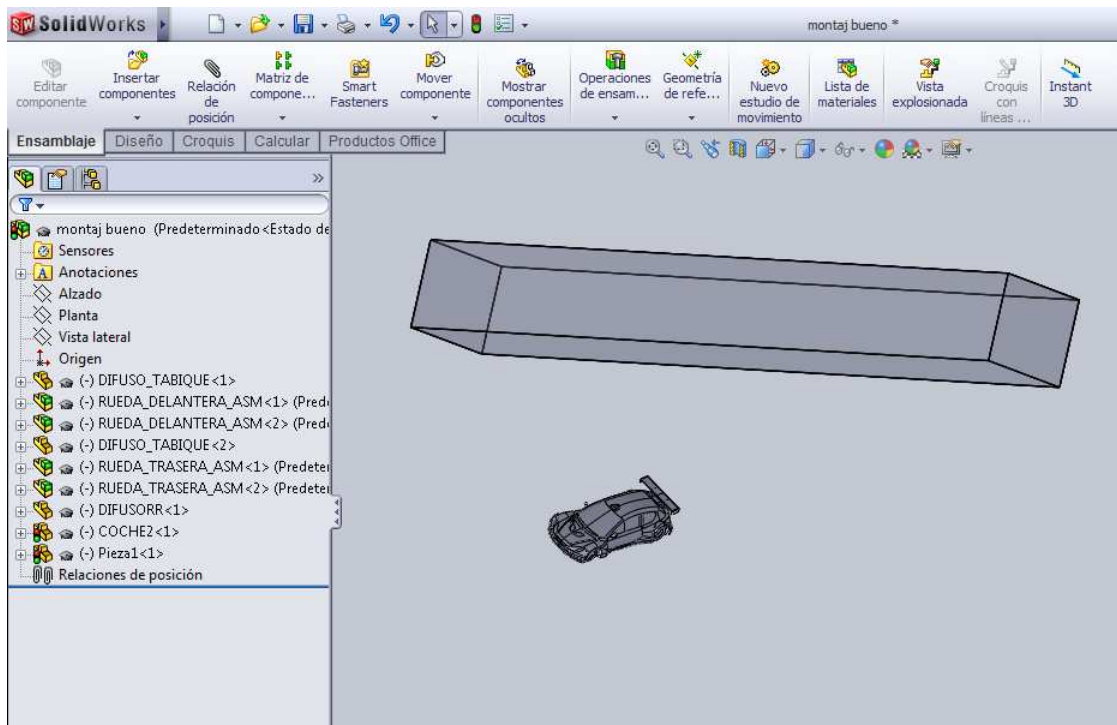 SolidWorks
montaj bueno *
Editar componente
Insertar componentes
Relación de posición
Matriz de compone...
Smart Fasteners
Mover componente
Mostrar componentes ocultos
Operaciones de ensam...
Geometría de refe...
Nuevo estudio de movimiento
Lista de materiales
Vista explosionada
Croquis con líneas ...
Instant 3D
Ensamblaje
Diseño
Croquis
Calcular
Productos Office
montaj bueno (Predeterminado<Estado de
Sensores
Anotaciones
Alzado
Planta
Vista lateral
Origen
(-) DIFUSO_TABIQUE<1>
(-) RUEDA_DELANTERA_ASM<1> (Pred
(-) RUEDA_DELANTERA_ASM<2> (Pred
(-) DIFUSO_TABIQUE<2>
(-) RUEDA_TRASERA_ASM<1> (Predeter
(-) RUEDA_TRASERA_ASM<2> (Predeter
(-) DIFUSORR<1>
(-) COCHE2<1>
(-) Pieza1<1>
Relaciones de posición